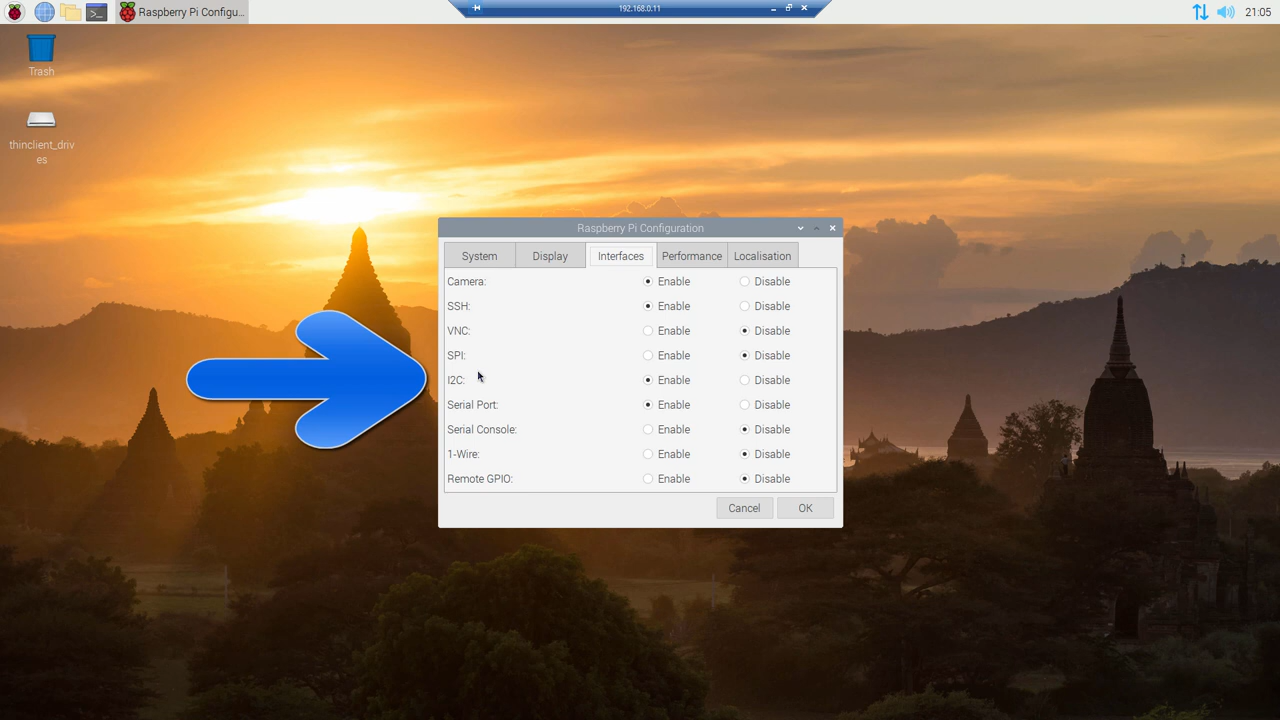 Raspberry Pi Configu...
192.168.0.11
21:05
Trash
thinclient_driv
es
Raspberry Pi Configuration
System Display Interfaces Performance Localisation
Camera: Enable Disable
SSH: Enable Disable
VNC: Enable Disable
SPI: Enable Disable
I2C: Enable Disable
Serial Port: Enable Disable
Serial Console: Enable Disable
1-Wire: Enable Disable
Remote GPIO: Enable Disable
Cancel OK